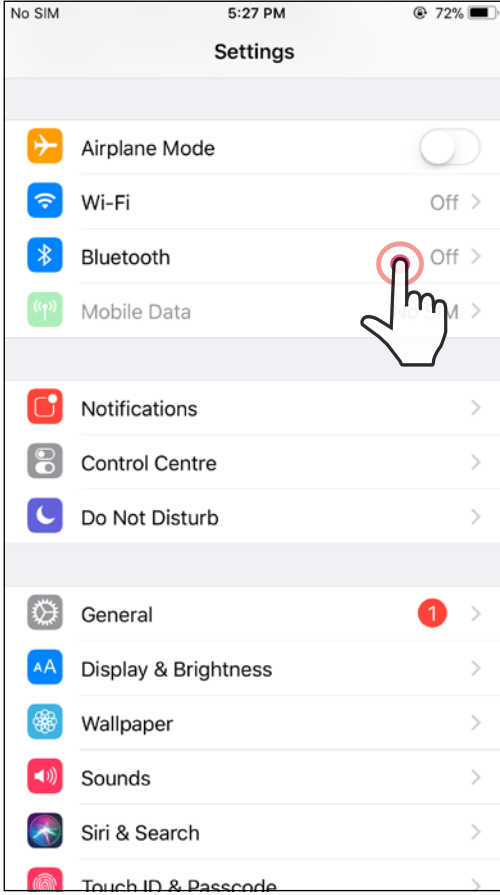 No SIM 5:27 PM 72%
Settings
Airplane Mode
Wi-Fi Off
Bluetooth Off
Mobile Data
Notifications
Control Centre
Do Not Disturb
General 1
AA Display & Brightness
Wallpaper
Sounds
Siri & Search
Touch ID & Passcode